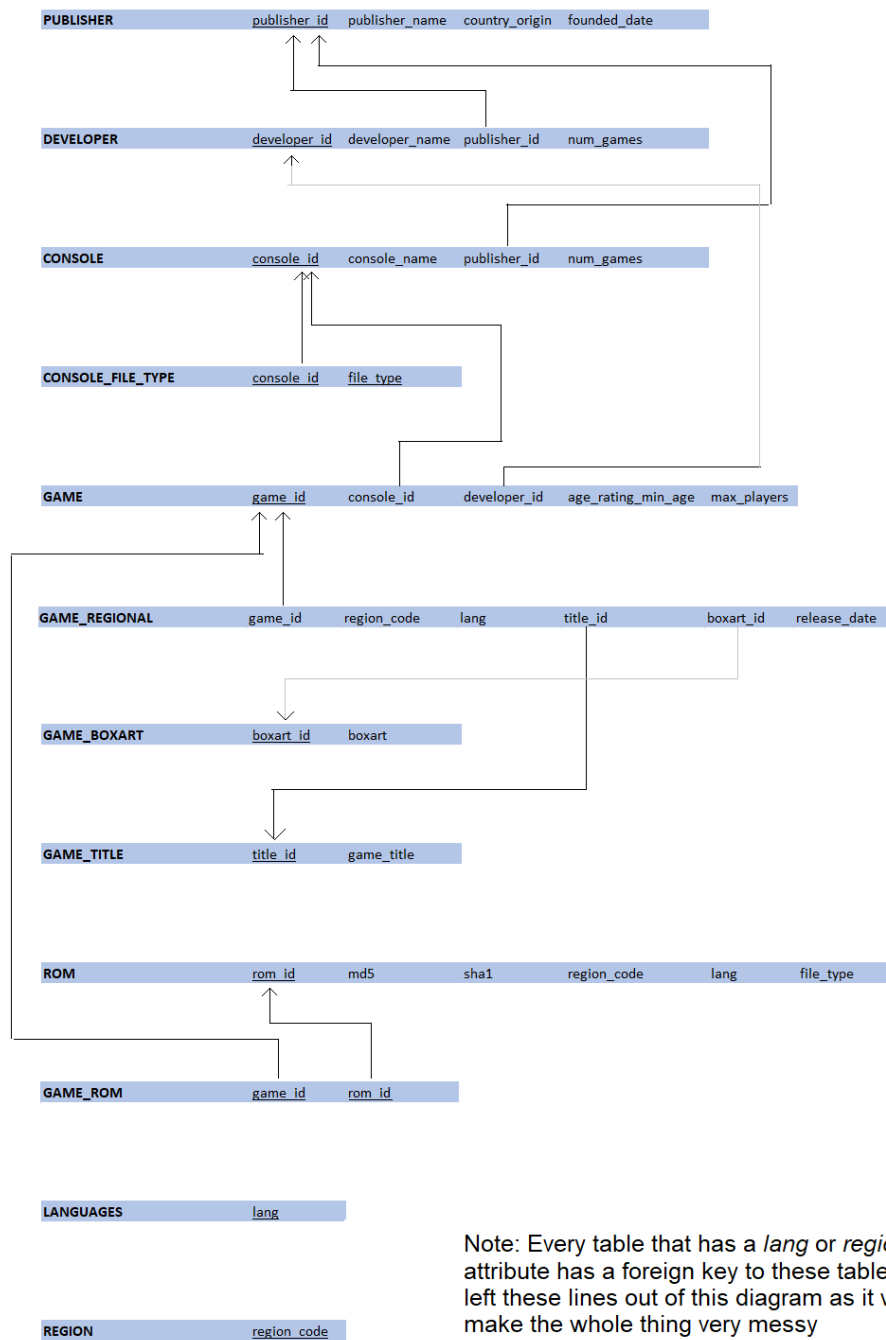 PUBLISHER publisher_id publisher_name country_origin founded_date
DEVELOPER developer_id developer_name publisher_id num_games
CONSOLE console_id console_name publisher_id num_games
CONSOLE_FILE_TYPE console_id file_type
GAME game_id console_id developer_id age_rating_min_age max_players
GAME_REGIONAL game_id region_code lang title_id boxart_id release_date
GAME_BOXART boxart_id boxart
GAME_TITLE title_id game_title
ROM rom_id md5 sha1 region_code lang file_type
GAME_ROM game_id rom_id
LANGUAGES lang
Note: Every table that has a lang or
attribute has a foreign key to these
left these lines out of this diagram as it
make the whole thing very messy
REGION region_code